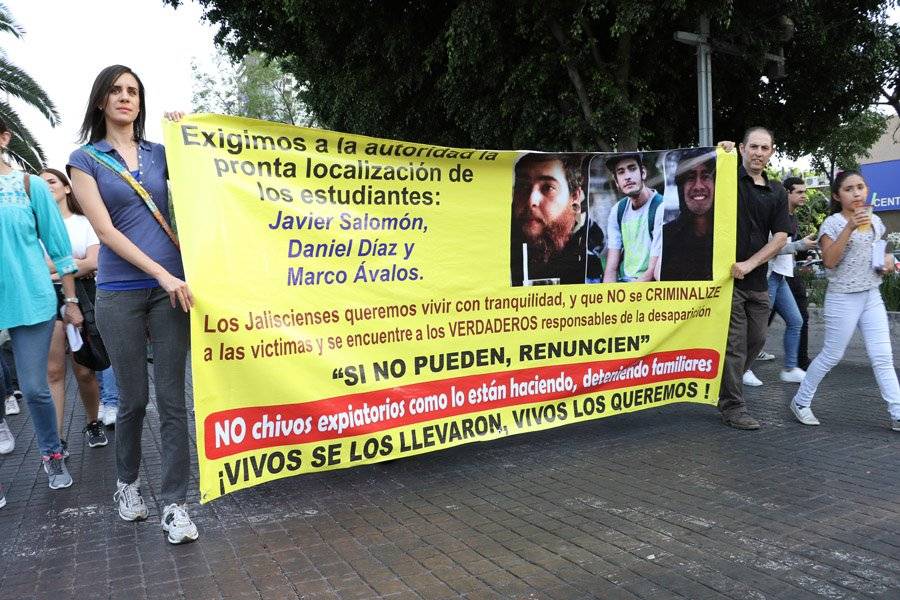 Exigimos a la autoridad la
pronta localización de
los estudiantes:
Javier Salomón,
Daniel Díaz y
Marco Ávalos.
Los Jaliscienses queremos vivir con tranquilidad, y que NO se CRIMINALIZE
a las victimas y se encuentre a los VERDADEROS responsables de la desaparición
"SI NO PUEDEN, RENUNCIEN"
NO chivos expiatorios como lo están haciendo, deteniendo familiares
¡VIVOS SE LOS LLEVARON, VIVOS LOS QUEREMOS !